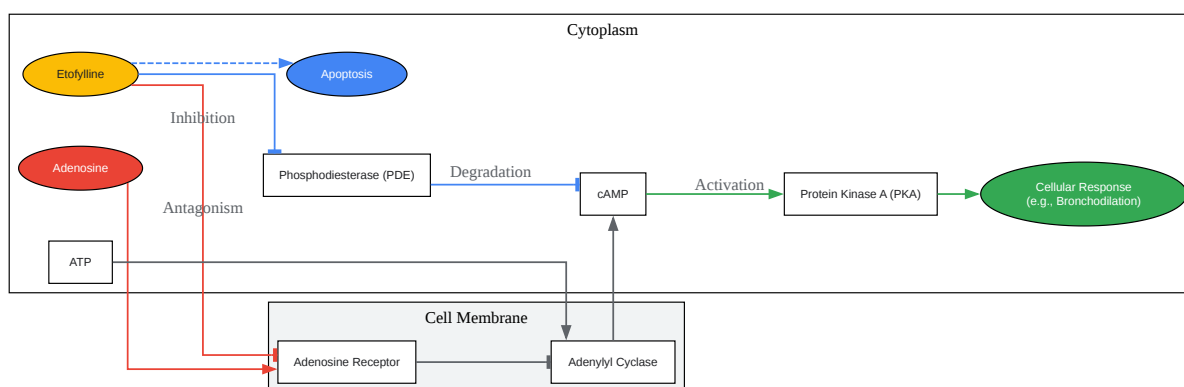 Cytoplasm
Etofylline
Apoptosis
Inhibition
Adenosine
Phosphodiesterase (PDE)
Degradation
cAMP
Activation
Protein Kinase A (PKA)
Cellular Response
(e.g., Bronchodilation)
Antagonism
ATP
Cell Membrane
Adenosine Receptor
Adenylyl Cyclase